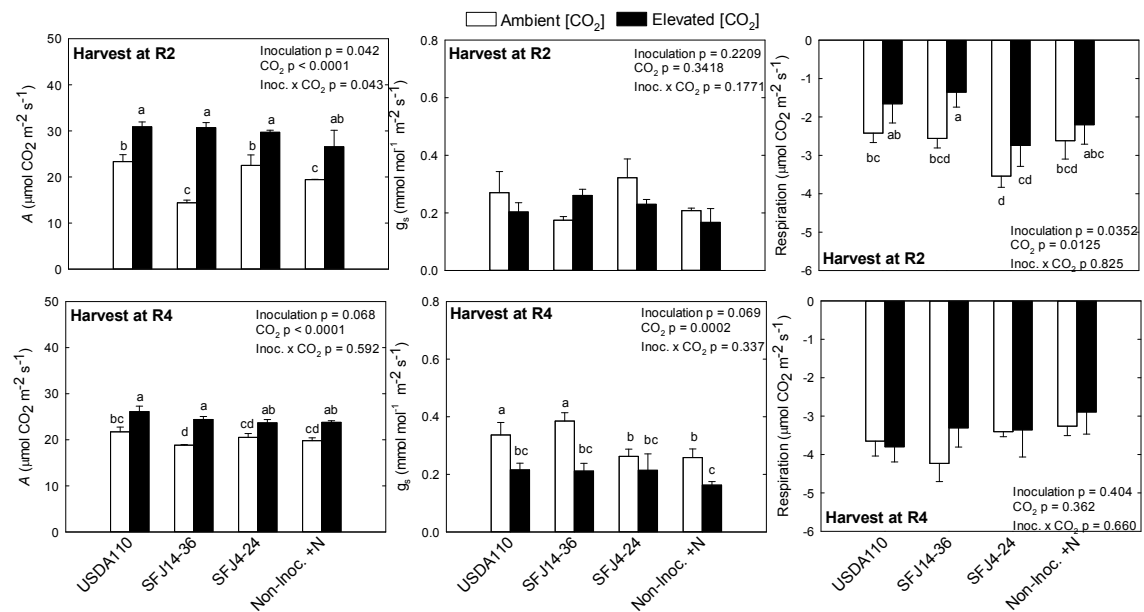 Ambient [CO2] Elevated [CO2]
Harvest at R2
Inoculation p = 0.042
CO2 p < 0.0001
Inoc. x CO2 p = 0.043
A (µmol CO2 m−2 s−1)
50
40
30
20
10
0
b a c a b a c ab
Harvest at R2
Inoculation p = 0.2209
CO2 p = 0.3418
Inoc. x CO2 p = 0.1771
gs (mmol mol-1 m−2 s−1)
0.8
0.6
0.4
0.2
0.0
Respiration (µmol CO2 m−2 s−1)
0
-1
-2
-3
-4
-5
-6
bc ab bcd a d cd bcd abc
Inoculation p = 0.0352
CO2 p = 0.0125
Inoc. x CO2 p 0.825
Harvest at R2
Harvest at R4
Inoculation p = 0.068
CO2 p < 0.0001
Inoc. x CO2 p = 0.592
A (µmol CO2 m−2 s−1)
50
40
30
20
10
0
bc a d a cd ab cd ab
USDA110
SFJ14-36
SFJ4-24
Non-Inoc. +N
Harvest at R4
Inoculation p = 0.069
CO2 p = 0.0002
Inoc. x CO2 p = 0.337
gs (mmol mol-1 m−2 s−1)
0.8
0.6
0.4
0.2
0.0
a bc a bc b bc b c
USDA110
SFJ14-36
SFJ4-24
Non-Inoc. +N
Respiration (µmol CO2 m−2 s−1)
0
-1
-2
-3
-4
-5
-6
Inoculation p = 0.404
CO2 p = 0.362
Inoc. x CO2 p = 0.660
Harvest at R4
USDA110
SFJ14-36
SFJ4-24
Non-Inoc. +N